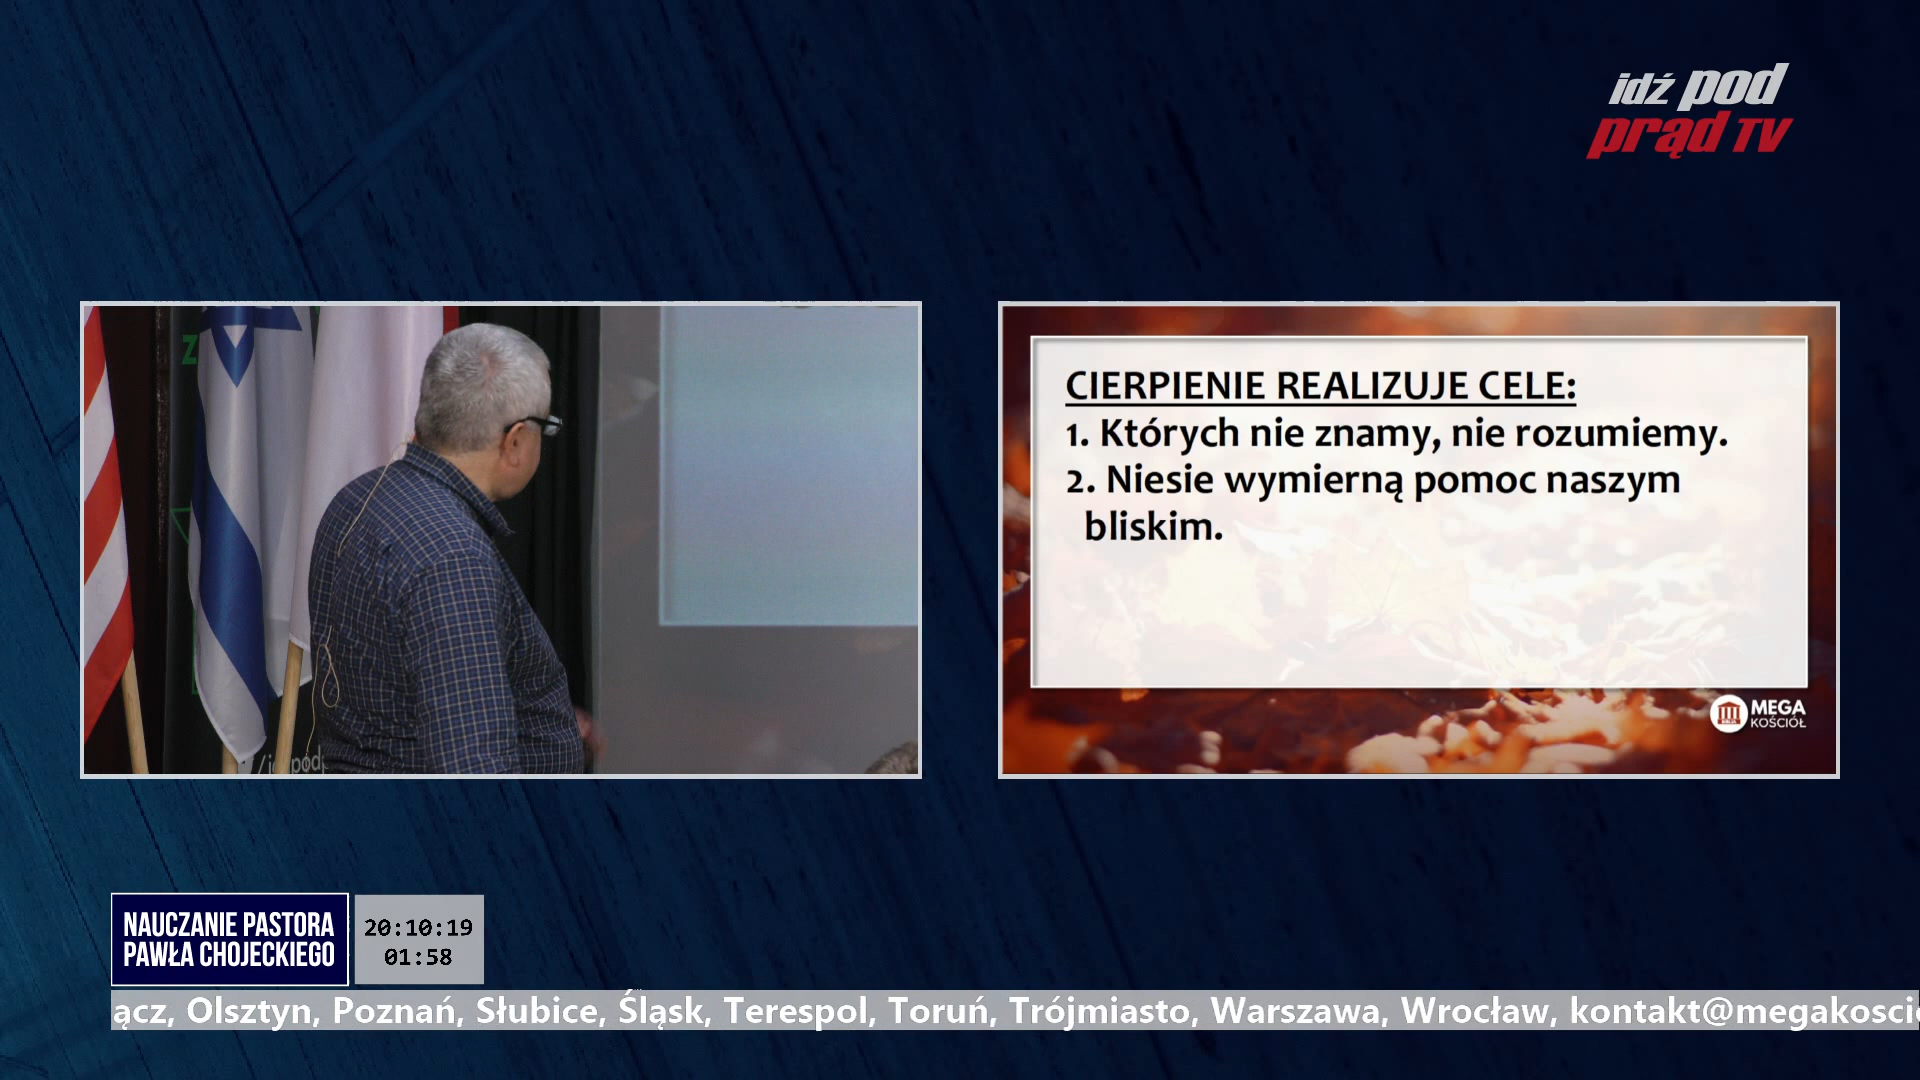 idź pod
prąd TV
CIERPIENIE REALIZUJE CELE:
1. Których nie znamy, nie rozumiemy.
2. Niesie wymierną pomoc naszym
bliskim.
MEGA
KOŚCIÓŁ
NAUCZANIE PASTORA
PAWŁA CHOJECKIEGO
20:10:19
01:58
ącz, Olsztyn, Poznań, Słubice, Śląsk, Terespol, Toruń, Trójmiasto, Warszawa, Wrocław, kontakt@megakosci